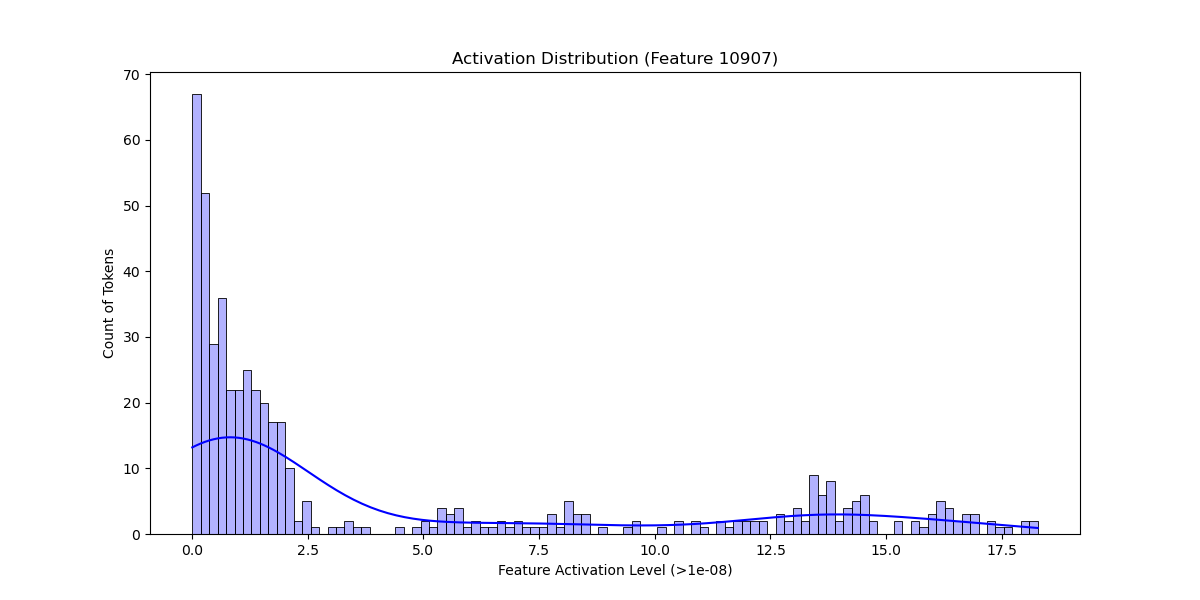 Activation Distribution (Feature 10907)
70
60
50
40
30
20
10
0
Count of Tokens
0.0 2.5 5.0 7.5 10.0 12.5 15.0 17.5
Feature Activation Level (>1e-08)